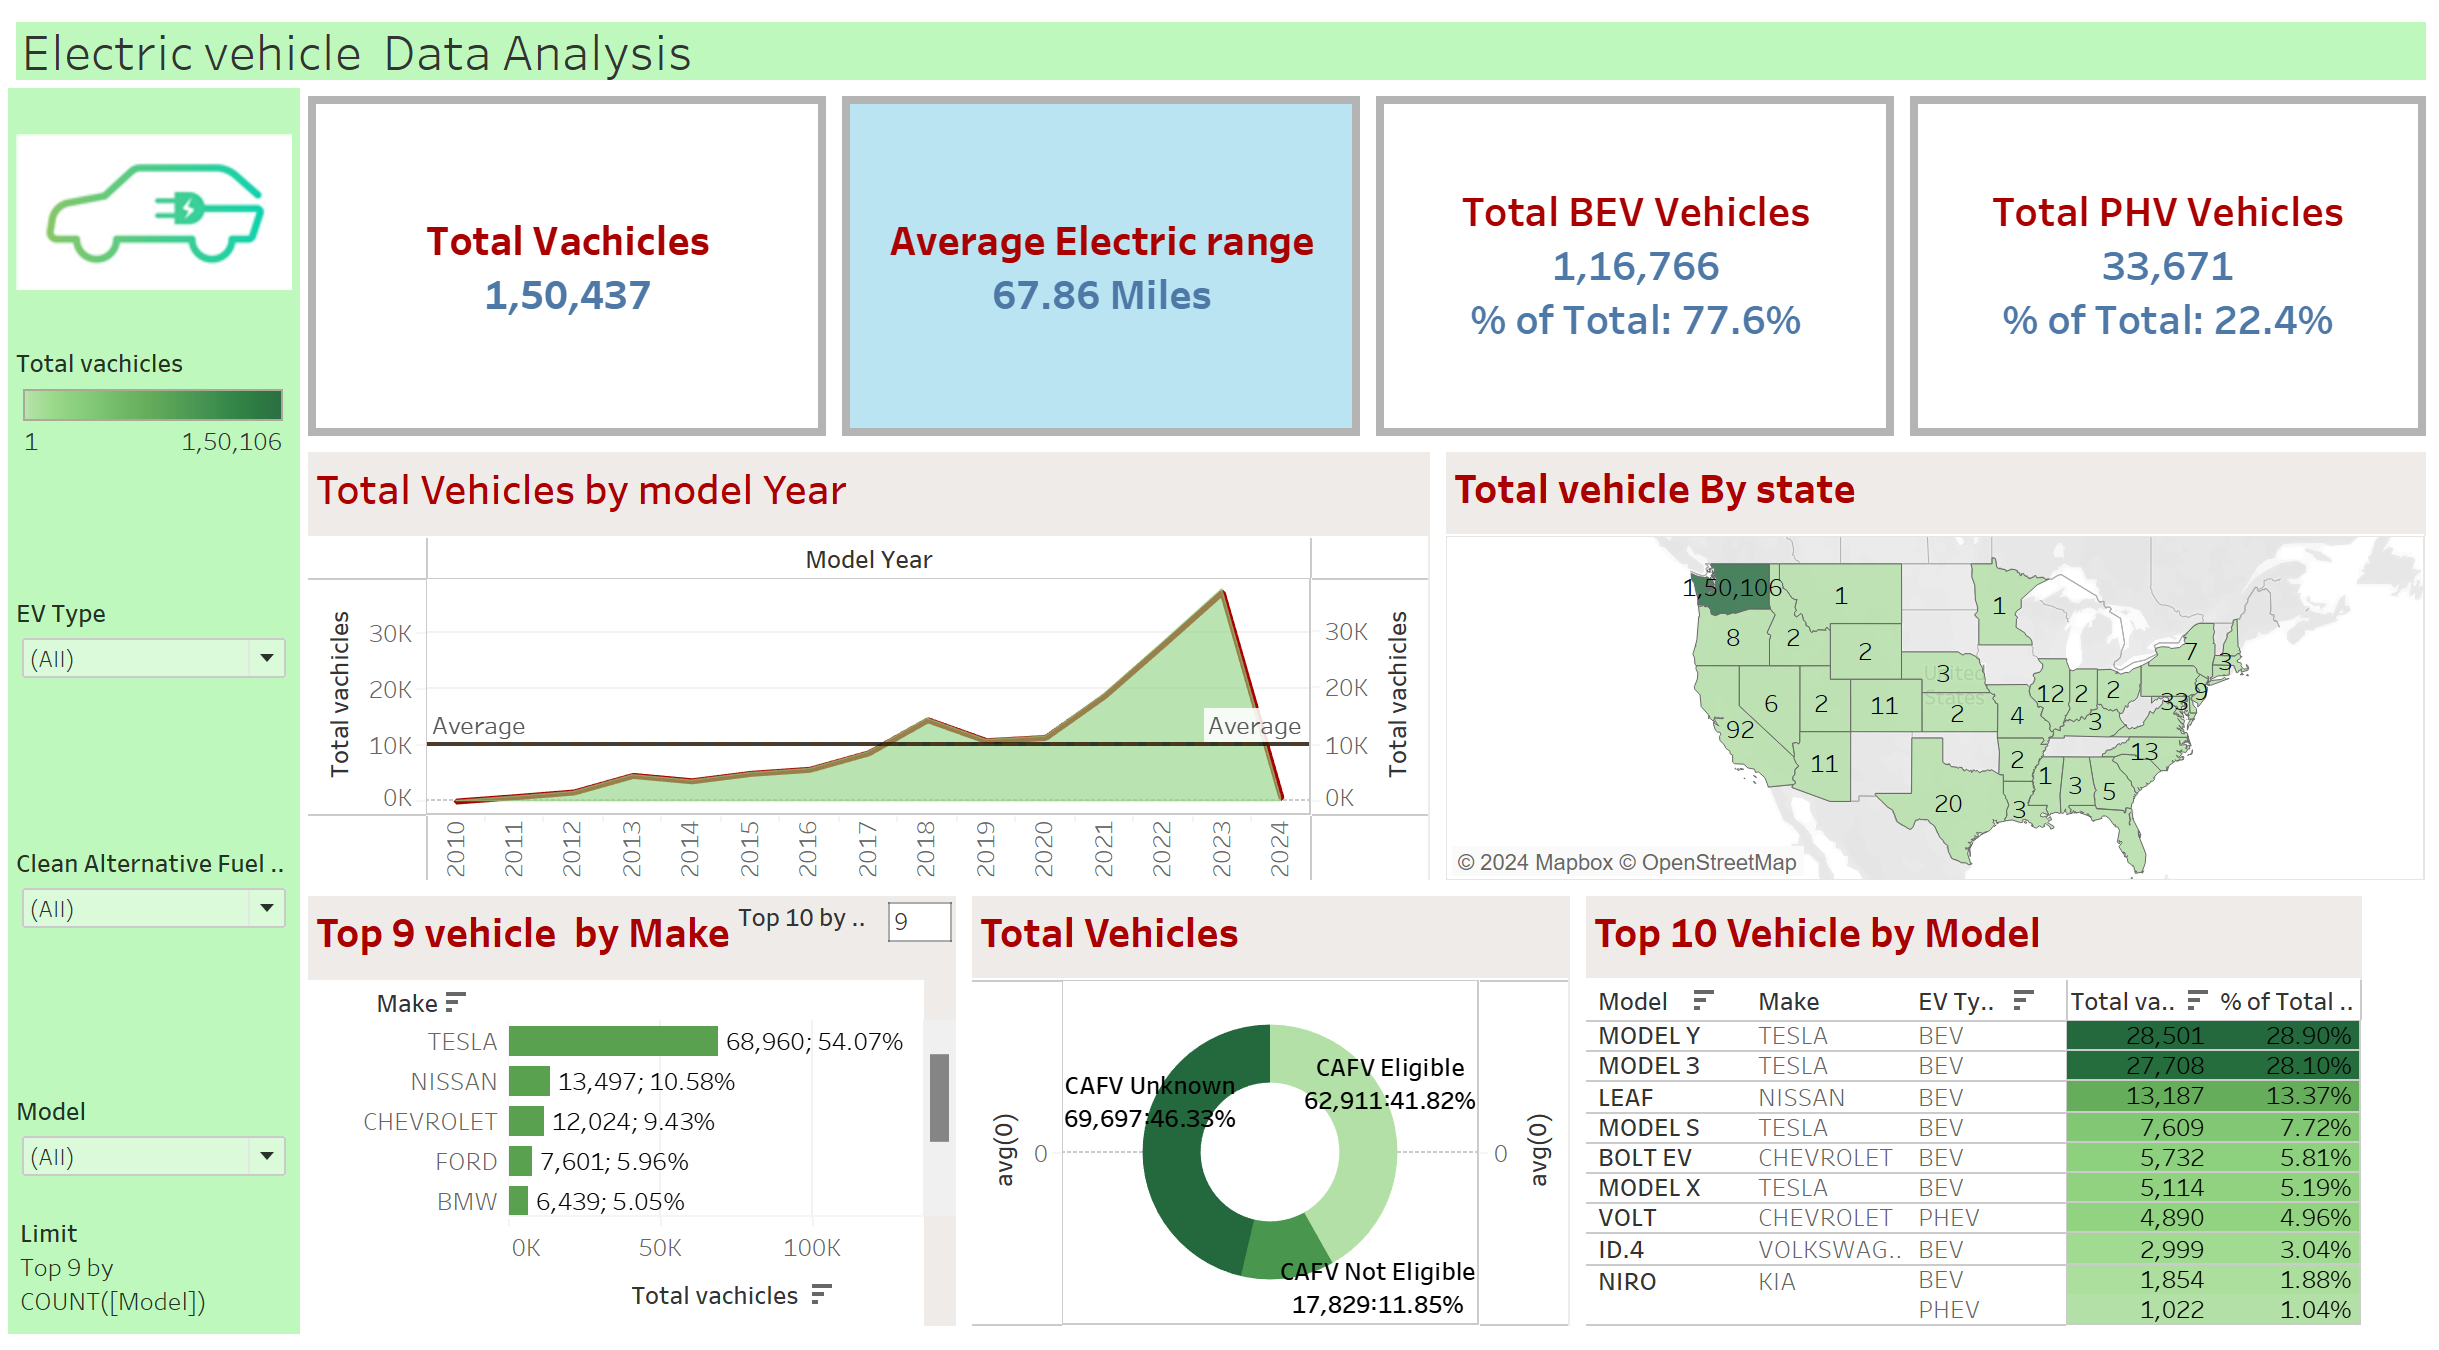 Electric vehicle  Data Analysis
Total vachicles
1 1,50,106
EV Type
(All)
Clean Alternative Fuel ..
(All)
Model
(All)
Limit
Top 9 by
COUNT([Model])
Total Vachicles
1,50,437
Average Electric range
67.86 Miles
Total BEV Vehicles
1,16,766
% of Total: 77.6%
Total PHV Vehicles
33,671
% of Total: 22.4%
Total Vehicles by model Year
Model Year
Total vachicles
30K
20K
10K
0K
Average
Average
30K
20K
10K
0K
Total vachicles
2010 2011 2012 2013 2014 2015 2016 2017 2018 2019 2020 2021 2022 2023 2024
Total vehicle By state
1,50,106
1
1
8
2
2
7
3
3
United
States
6
2
11
2
12
2
2
33
9
92
4
3
11
2
13
20
3
1
3
5
© 2024 Mapbox © OpenStreetMap
Top 9 vehicle  by Make
Top 10 by ..
9
Make
TESLA 68,960; 54.07%
NISSAN 13,497; 10.58%
CHEVROLET 12,024; 9.43%
FORD 7,601; 5.96%
BMW 6,439; 5.05%
0K 50K 100K
Total vachicles
Total Vehicles
avg(0)
0
CAFV Unknown
69,697:46.33%
CAFV Eligible
62,911:41.82%
CAFV Not Eligible
17,829:11.85%
0
avg(0)
Top 10 Vehicle by Model
Model Make EV Ty.. Total va.. % of Total ..
MODEL Y TESLA BEV 28,501 28.90%
MODEL 3 TESLA BEV 27,708 28.10%
LEAF NISSAN BEV 13,187 13.37%
MODEL S TESLA BEV 7,609 7.72%
BOLT EV CHEVROLET BEV 5,732 5.81%
MODEL X TESLA BEV 5,114 5.19%
VOLT CHEVROLET PHEV 4,890 4.96%
ID.4 VOLKSWAG.. BEV 2,999 3.04%
NIRO KIA BEV 1,854 1.88%
PHEV 1,022 1.04%